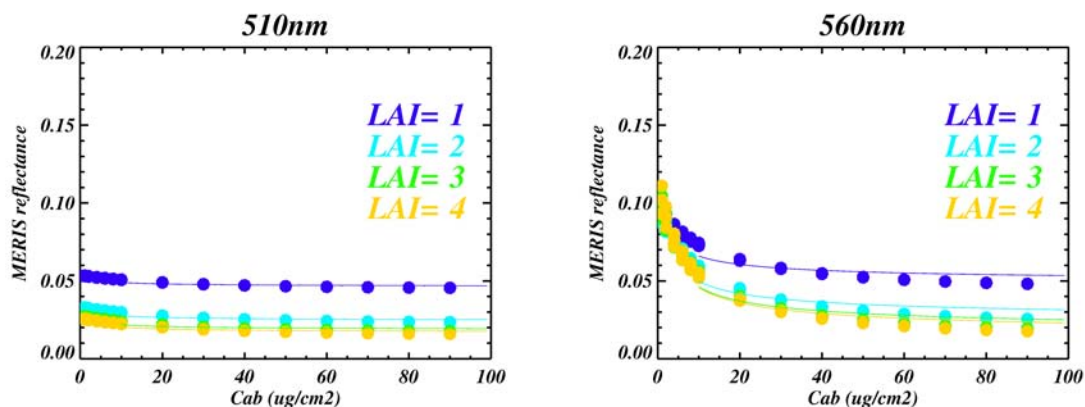 510nm
MERIS reflectance
0.20
0.15
0.10
0.05
0.00
LAI= 1
LAI= 2
LAI= 3
LAI= 4
0 20 40 60 80 100
Cab (ug/cm2)
560nm
MERIS reflectance
0.20
0.15
0.10
0.05
0.00
LAI= 1
LAI= 2
LAI= 3
LAI= 4
0 20 40 60 80 100
Cab (ug/cm2)